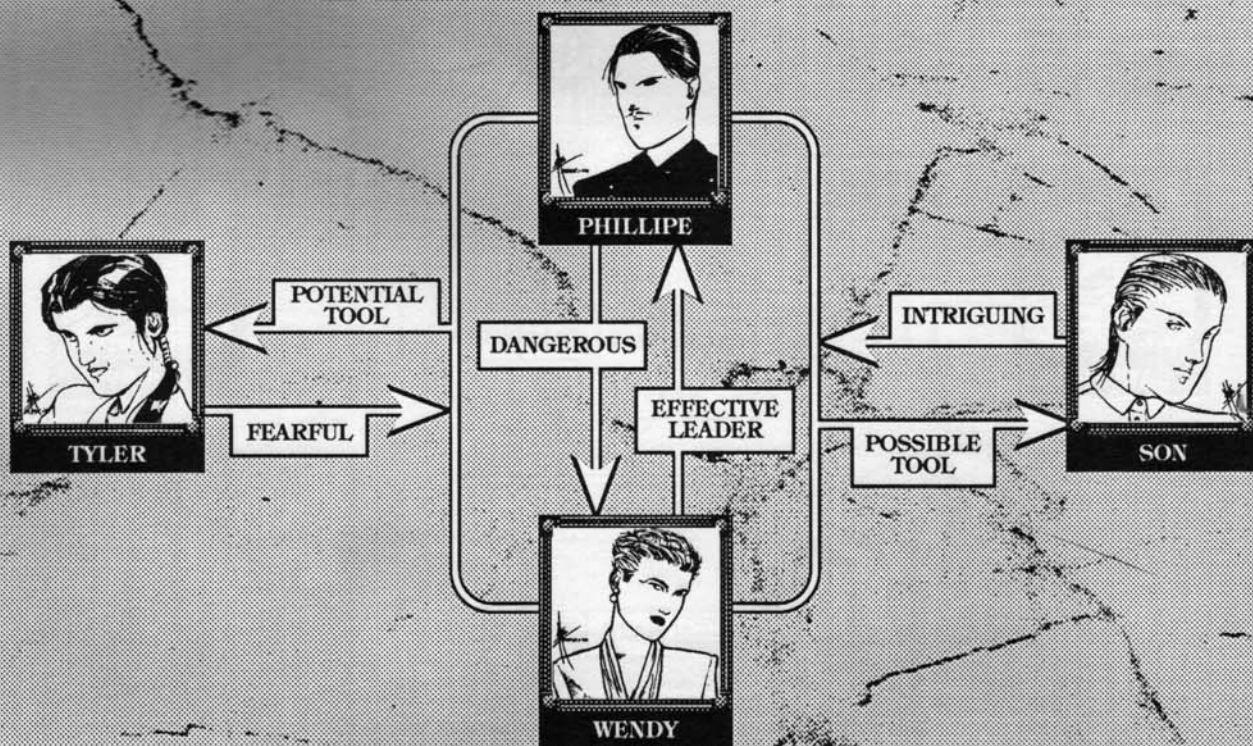 PHILLIPE
POTENTIAL
TOOL
DANGEROUS
INTRIGUING
EFFECTIVE
LEADER
FEARFUL
POSSIBLE
TOOL
TYLER
SON
WENDY